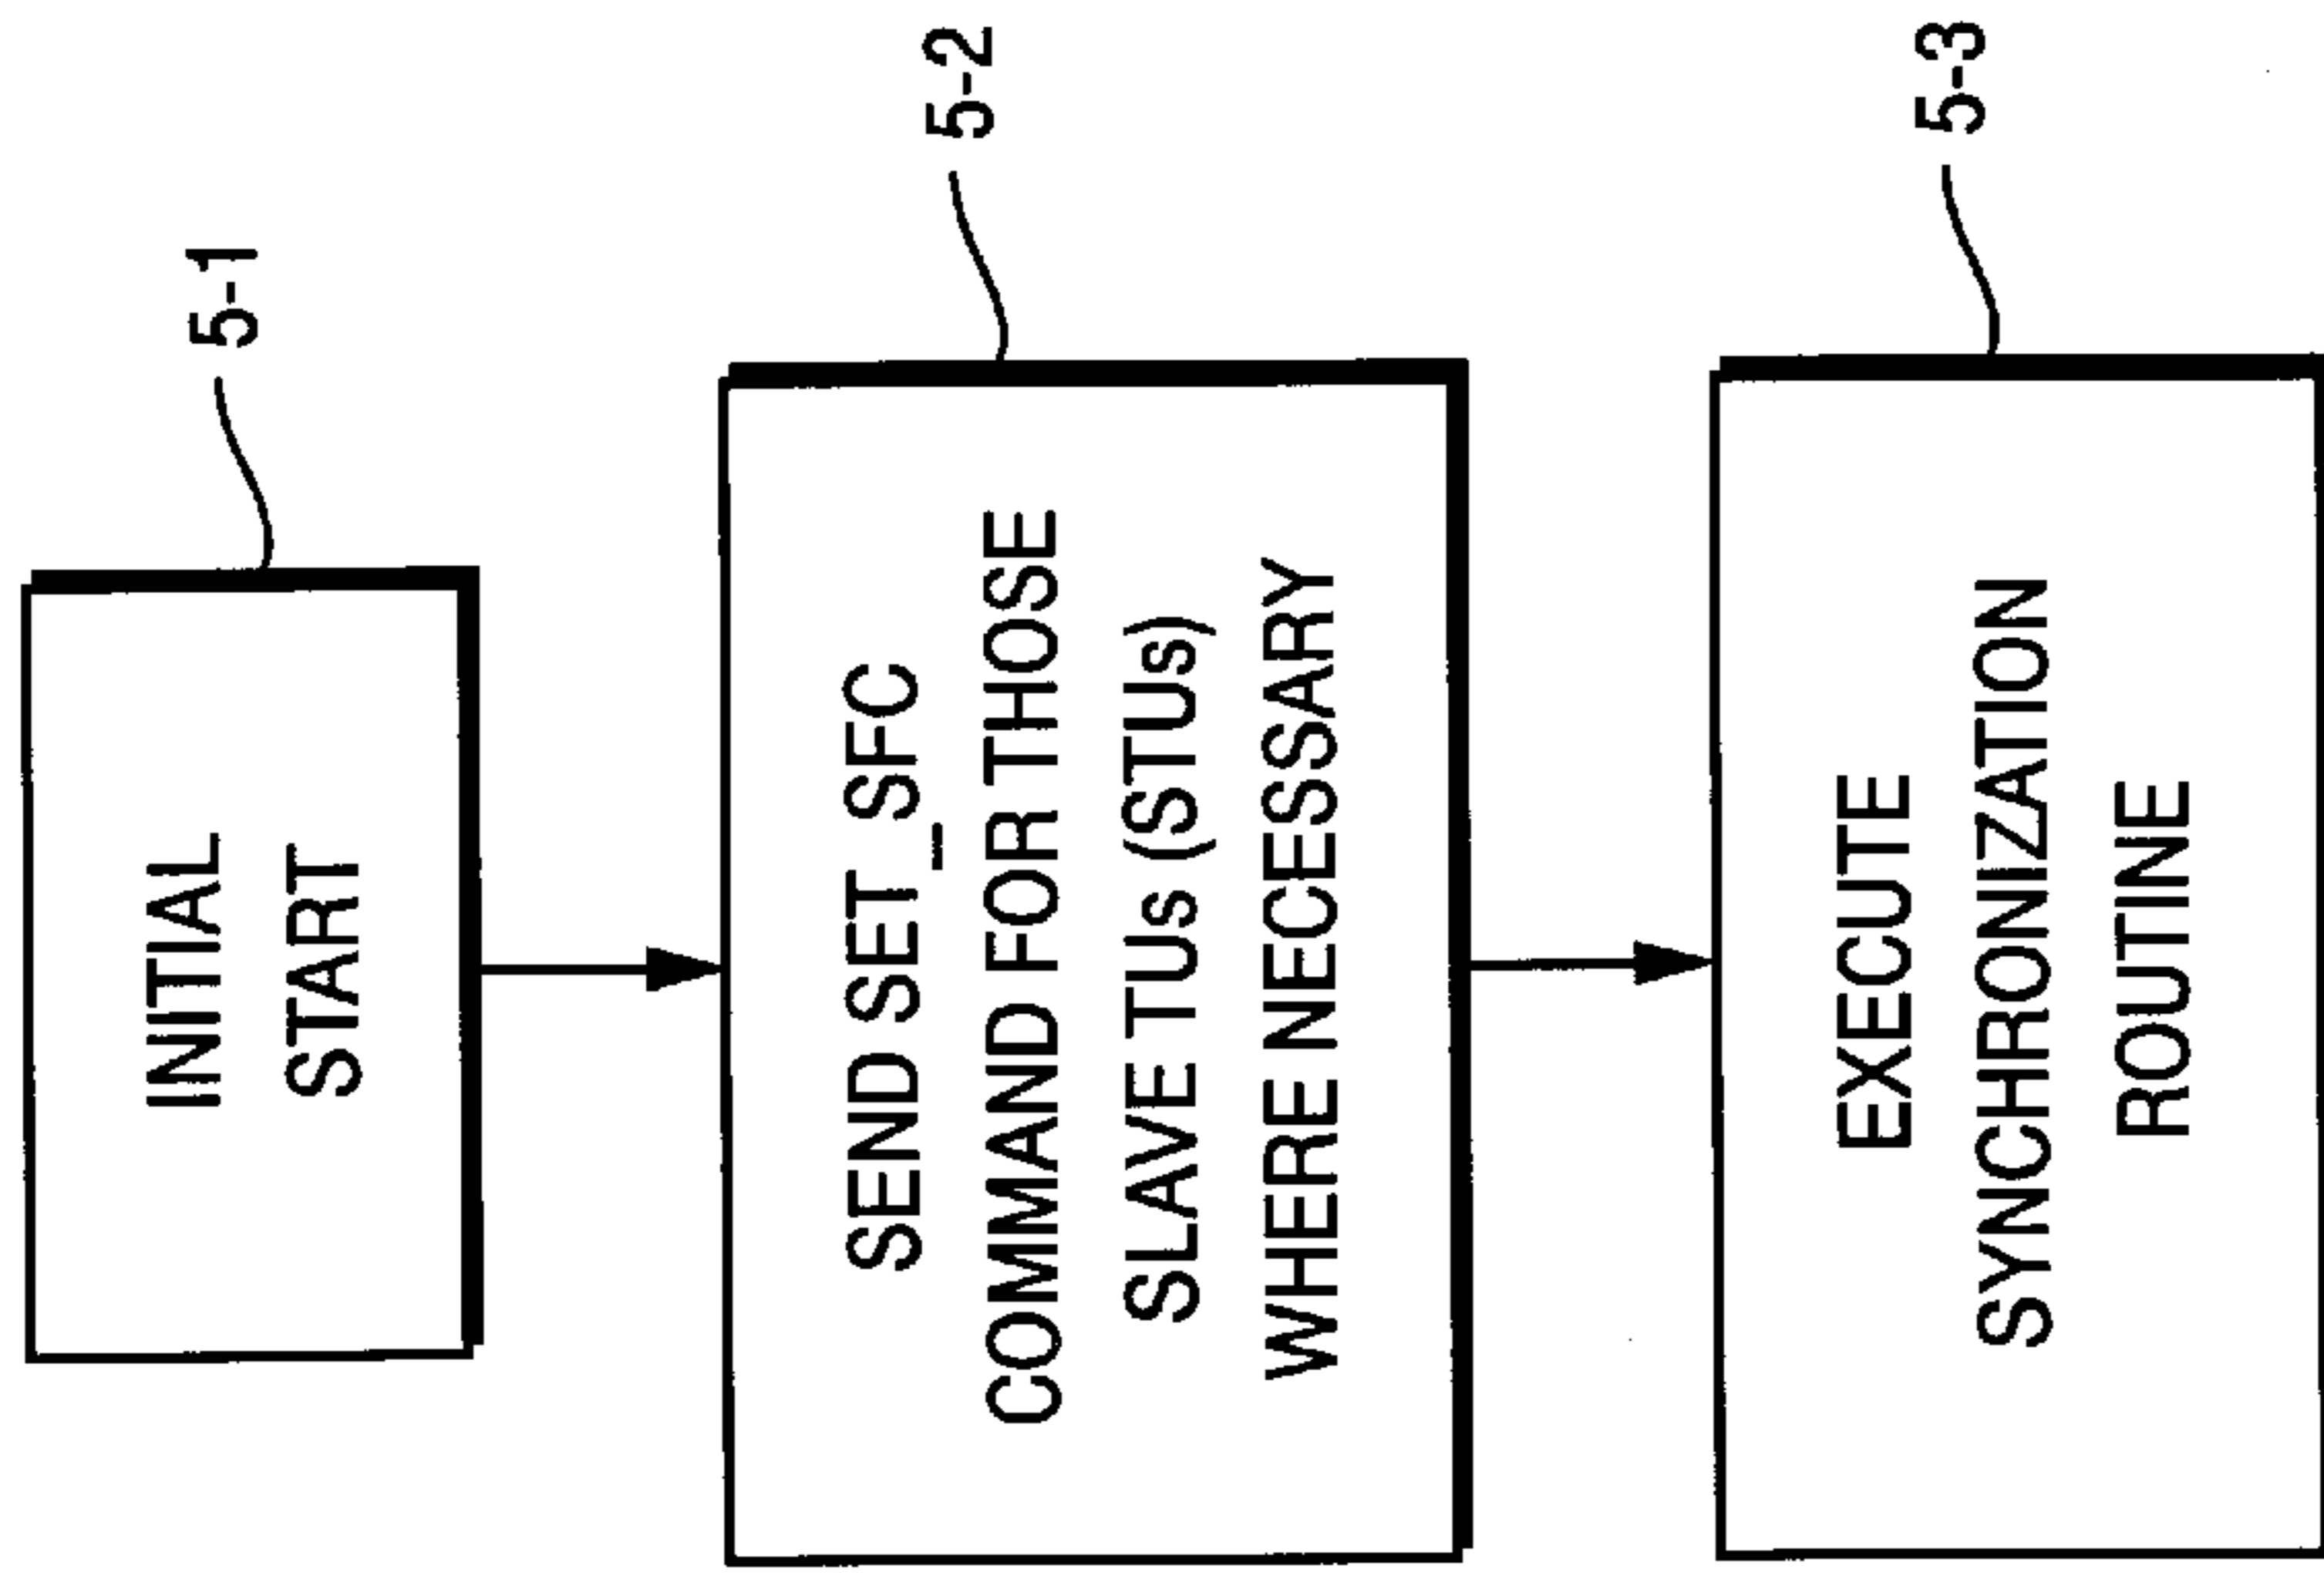 5-1
INITIAL
START
5-2
SEND SET_SFC
COMMAND FOR THOSE
SLAVE TUs (STUs)
WHERE NECESSARY
5-3
EXECUTE
SYNCHRONIZATION
ROUTINE